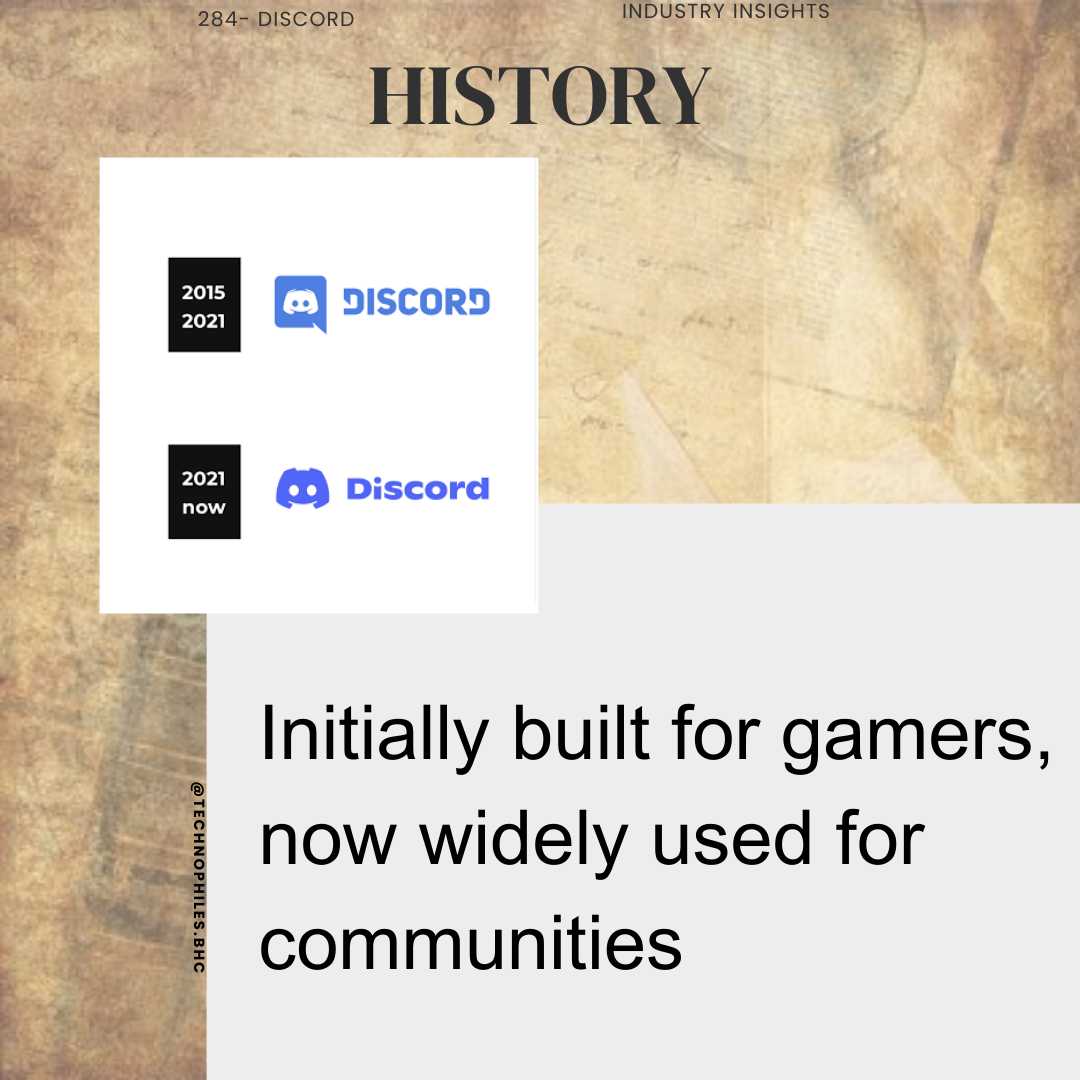 284- DISCORD
INDUSTRY INSIGHTS
HISTORY
2015
2021
DISCORD
2021
now
Discord
Initially built for gamers,
now widely used for
communities
@TECHNOPHILES.BHC